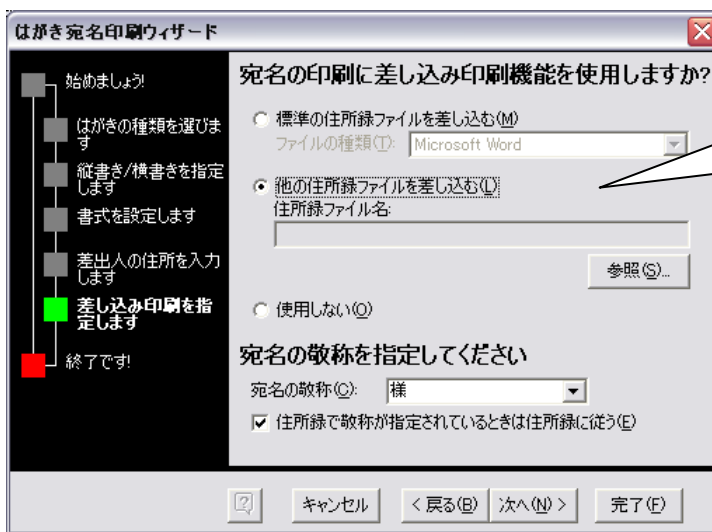 はがき宛名印刷ウィザード
始めましょう!
はがきの種類を選びま
す
縦書き/横書きを指定
します
書式を設定します
差出人の住所を入力
します
差し込み印刷を指
定します
終了です!
宛名の印刷に差し込み印刷機能を使用しますか?
標準の住所録ファイルを差し込む(M)
ファイルの種類(T): Microsoft Word
他の住所録ファイルを差し込む(L)
住所録ファイル名:
参照(S)...
使用しない(O)
宛名の敬称を指定してください
宛名の敬称(C): 様
住所録で敬称が指定されているときは住所録に従う(E)
キャンセル < 戻る(B) 次へ(N) > 完了(F)